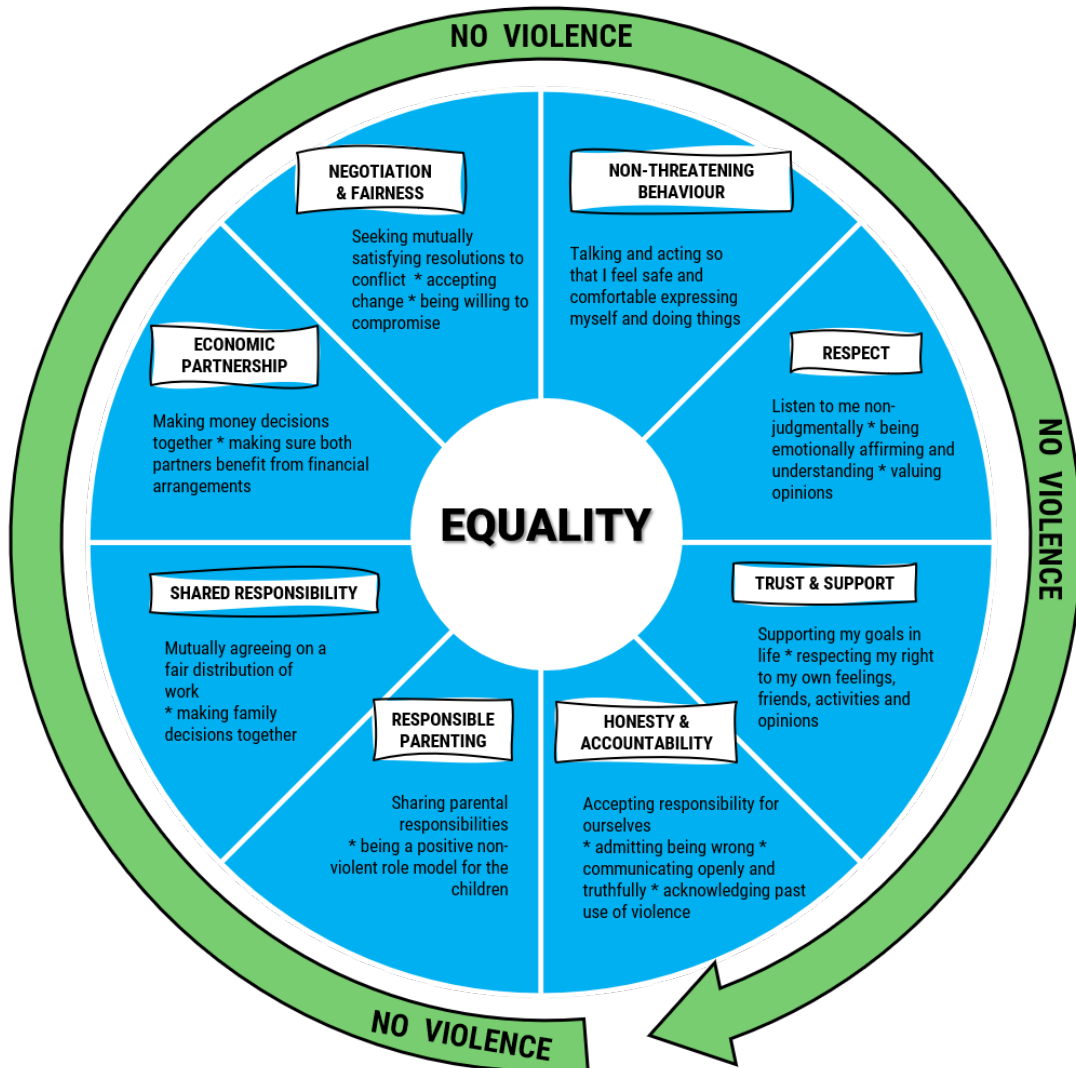 NO VIOLENCE
NEGOTIATION
& FAIRNESS
Seeking mutually
satisfying resolutions to
conflict * accepting
change * being willing to
compromise
NON-THREATENING
BEHAVIOUR
Talking and acting so
that I feel safe and
comfortable expressing
myself and doing things
RESPECT
Listen to me non-
judgmentally * being
emotionally affirming and
understanding * valuing
opinions
NO VIOLENCE
TRUST & SUPPORT
Supporting my goals in
life * respecting my right
to my own feelings,
friends, activities and
opinions
HONESTY &
ACCOUNTABILITY
Accepting responsibility for
ourselves
* admitting being wrong *
communicating openly and
truthfully * acknowledging past
use of violence
RESPONSIBLE
PARENTING
Sharing parental
responsibilities
* being a positive non-
violent role model for the
children
SHARED RESPONSIBILITY
Mutually agreeing on a
fair distribution of
work
* making family
decisions together
ECONOMIC
PARTNERSHIP
Making money decisions
together * making sure both
partners benefit from financial
arrangements
EQUALITY
NO VIOLENCE